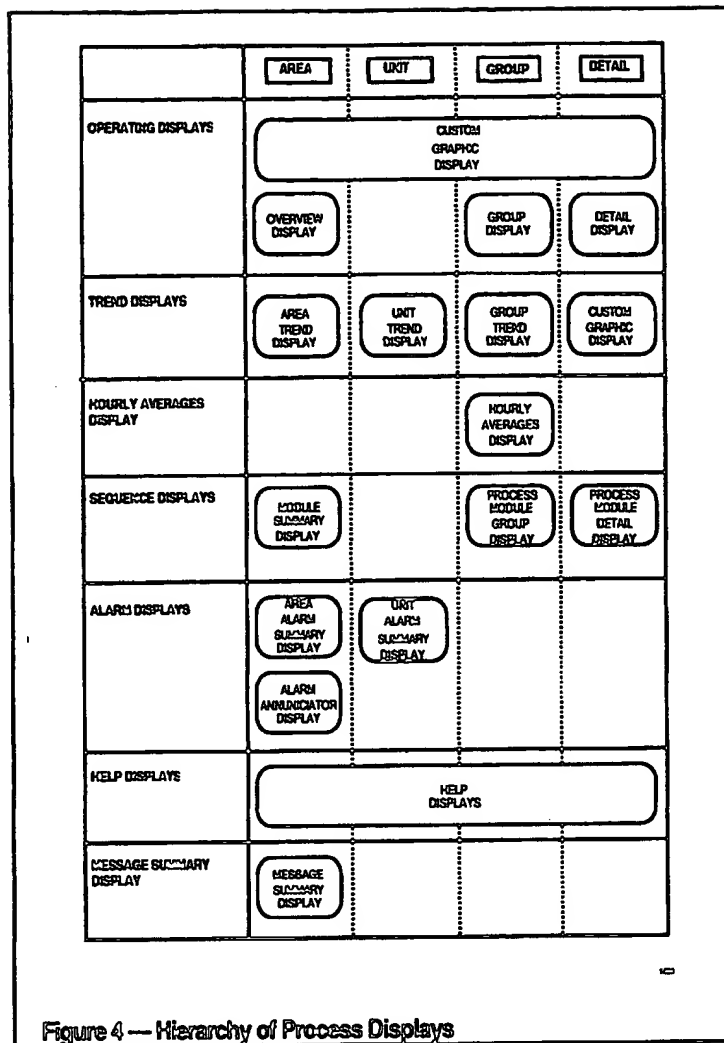 AREA UNIT GROUP DETAIL
OPERATING DISPLAYS
CUSTOM
GRAPHIC
DISPLAY
OVERVIEW
DISPLAY
GROUP
DISPLAY
DETAIL
DISPLAY
TREND DISPLAYS
AREA
TREND
DISPLAY
UNIT
TREND
DISPLAY
GROUP
TREND
DISPLAY
CUSTOM
GRAPHIC
DISPLAY
HOURLY AVERAGES
DISPLAY
HOURLY
AVERAGES
DISPLAY
SEQUENCE DISPLAYS
MODULE
SUMMARY
DISPLAY
PROCESS
MODULE
GROUP
DISPLAY
PROCESS
MODULE
DETAIL
DISPLAY
ALARM DISPLAYS
AREA
ALARM
SUMMARY
DISPLAY
UNIT
ALARM
SUMMARY
DISPLAY
ALARM
ANNUNICIATOR
DISPLAY
HELP DISPLAYS
HELP
DISPLAYS
MESSAGE SUMMARY
DISPLAY
MESSAGE
SUMMARY
DISPLAY
Figure 4 — Hierarchy of Process Displays